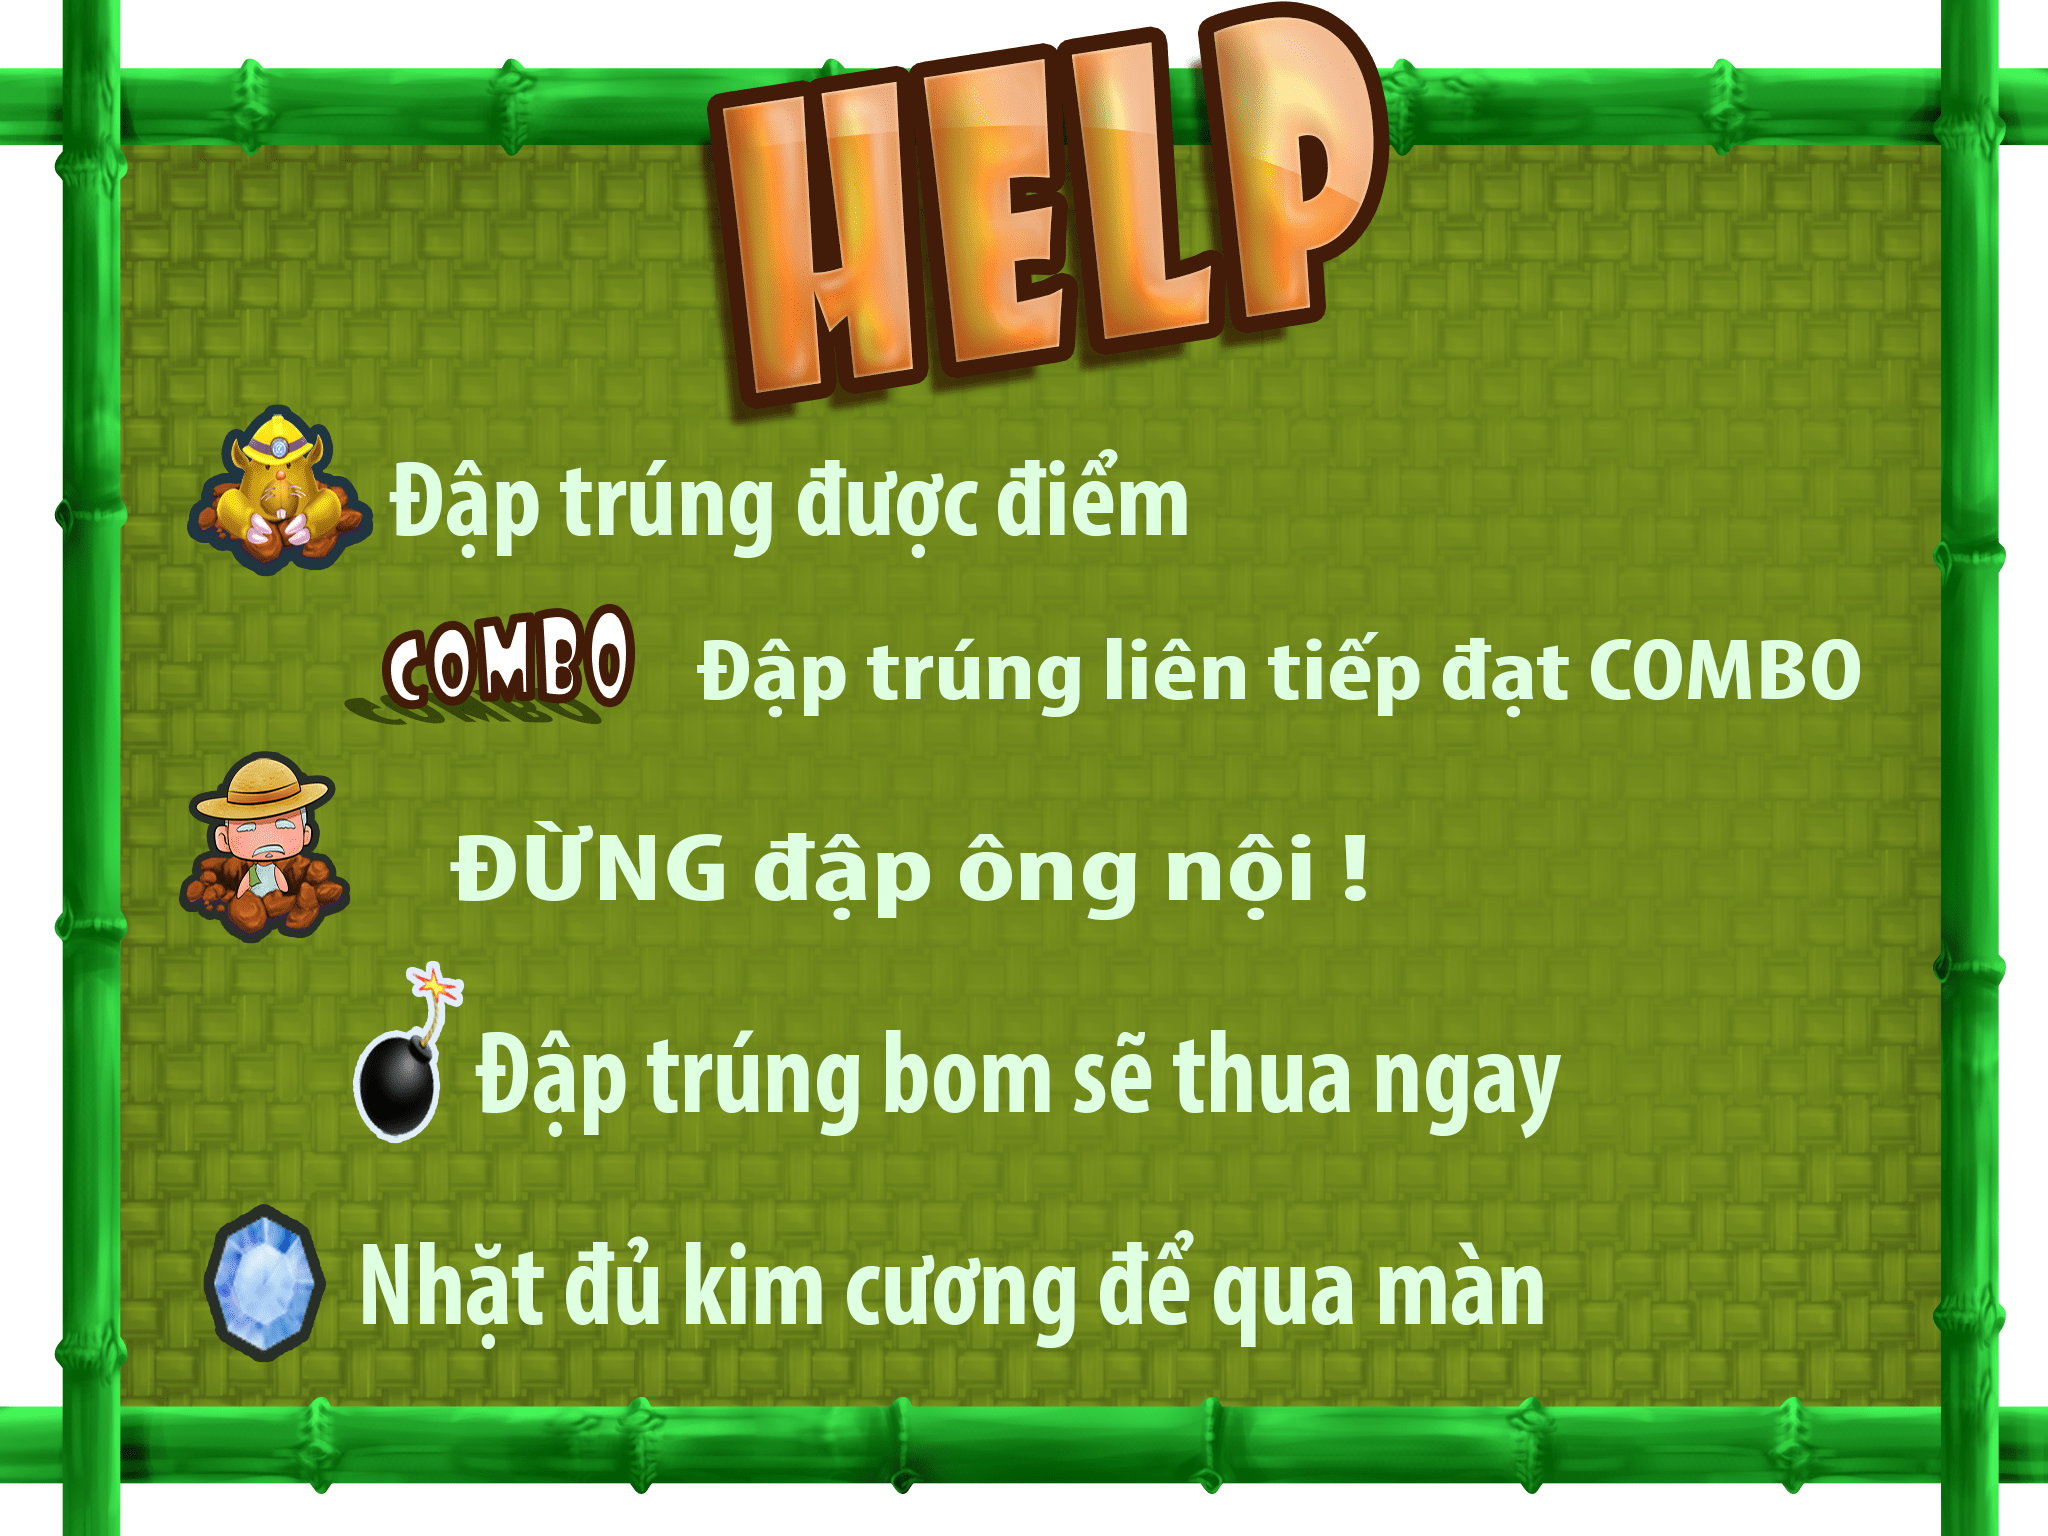 HELP
Đập trúng được điểm
COMBO Đập trúng liên tiếp đạt COMBO
ĐỪNG đập ông nội !
Đập trúng bom sẽ thua ngay
Nhặt đủ kim cương để qua màn